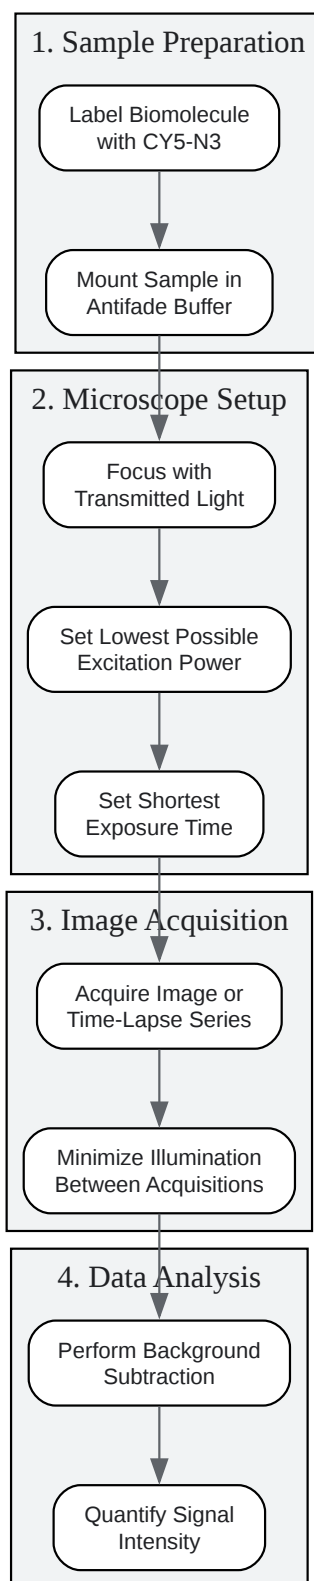 1. Sample Preparation
Label Biomolecule
with CY5-N3
Mount Sample in
Antifade Buffer
2. Microscope Setup
Focus with
Transmitted Light
Set Lowest Possible
Excitation Power
Set Shortest
Exposure Time
3. Image Acquisition
Acquire Image or
Time-Lapse Series
Minimize Illumination
Between Acquisitions
4. Data Analysis
Perform Background
Subtraction
Quantify Signal
Intensity